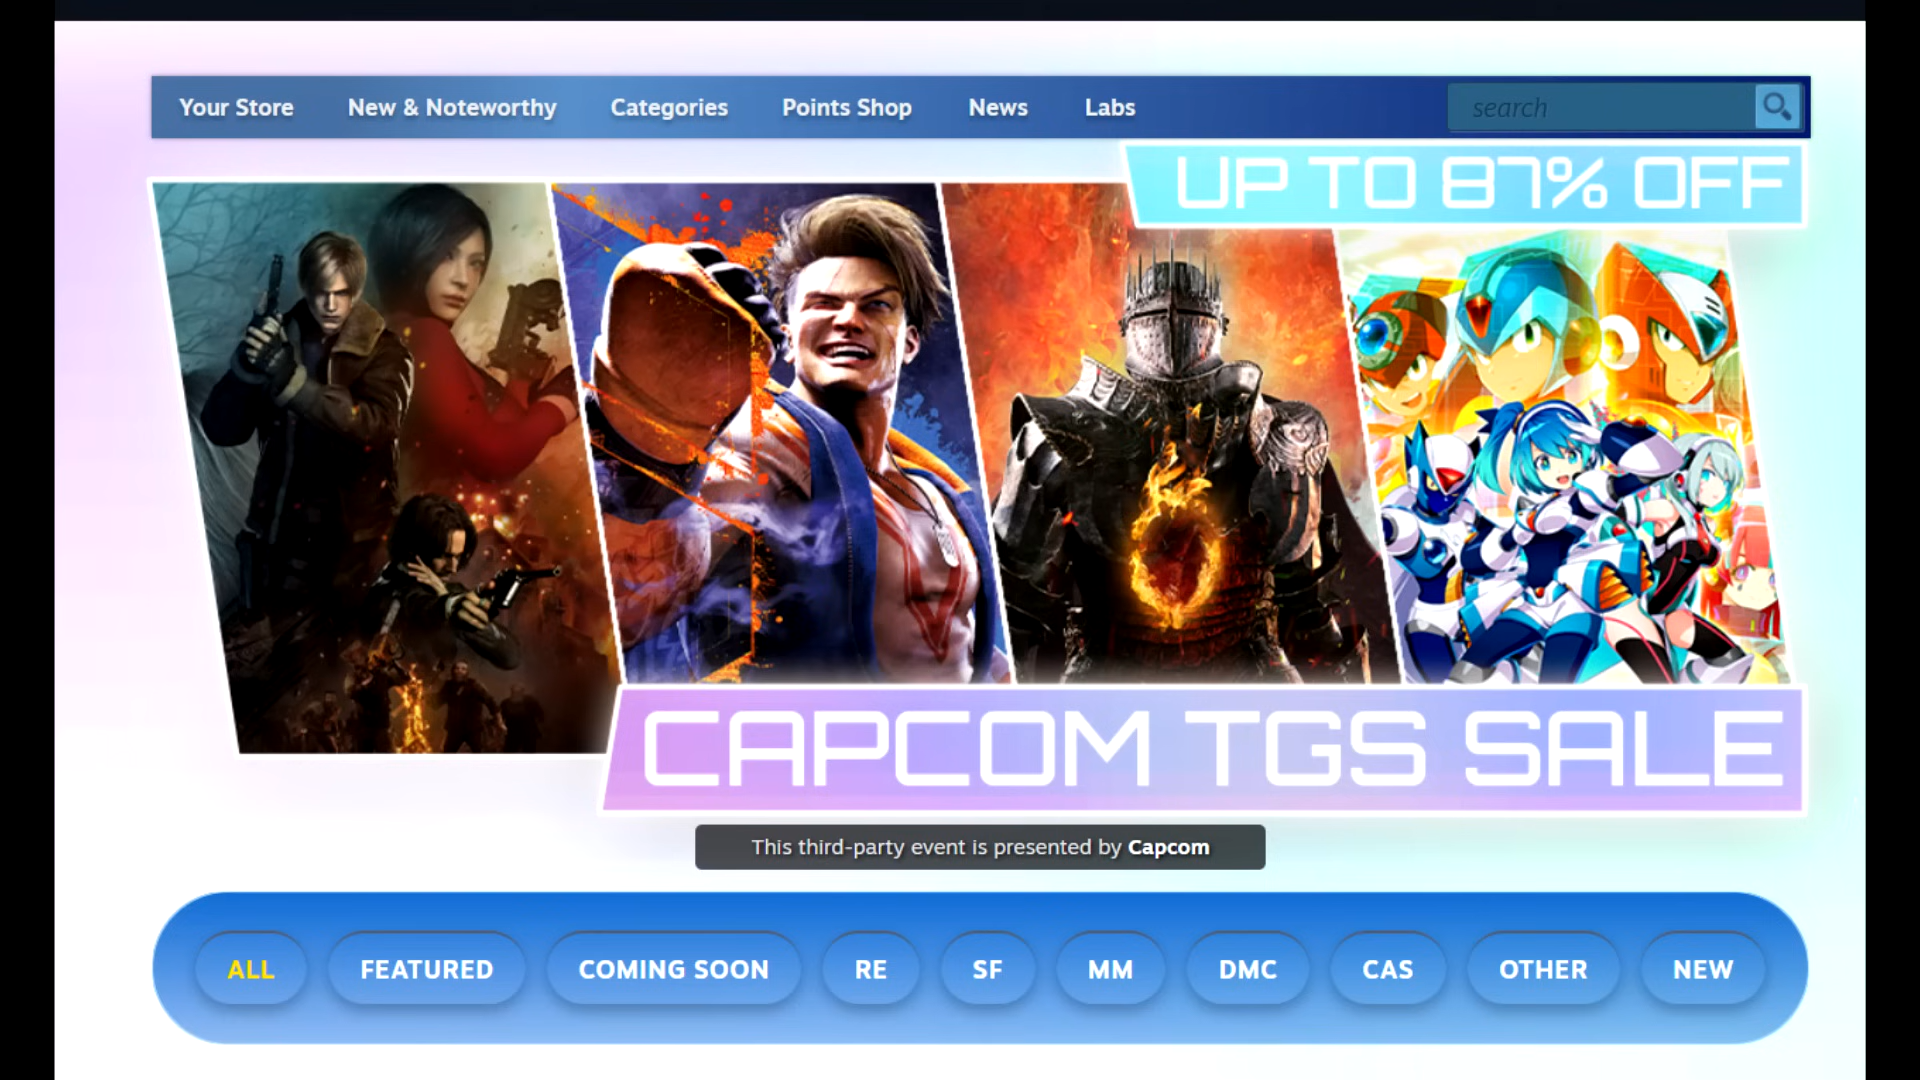 Your Store New & Noteworthy Categories Points Shop News Labs search
UP TO 87% OFF
CAPCOM TGS SALE
This third-party event is presented by Capcom
ALL FEATURED COMING SOON RE SF MM DMC CAS OTHER NEW